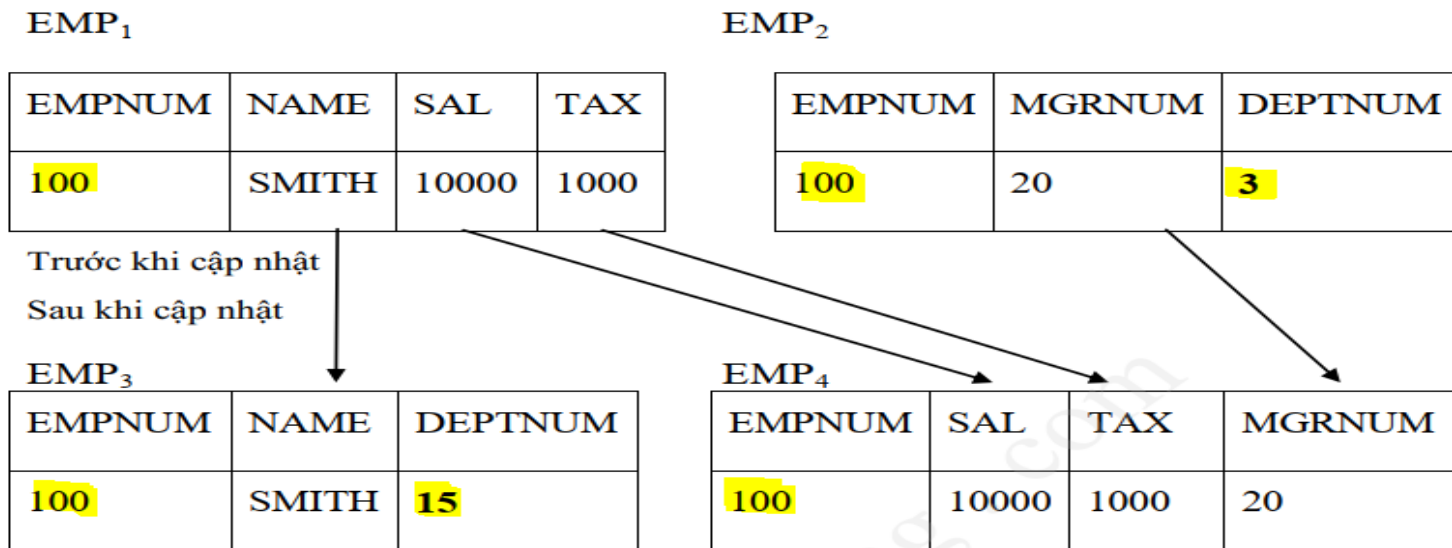 EMP₁ EMP₂
EMPNUM NAME SAL TAX EMPNUM MGRNUM DEPTNUM
100 SMITH 10000 1000 100 20 3
Trước khi cập nhật
Sau khi cập nhật
EMP₃ EMP₄
EMPNUM NAME DEPTNUM EMPNUM SAL TAX MGRNUM
100 SMITH 15 100 10000 1000 20
. com